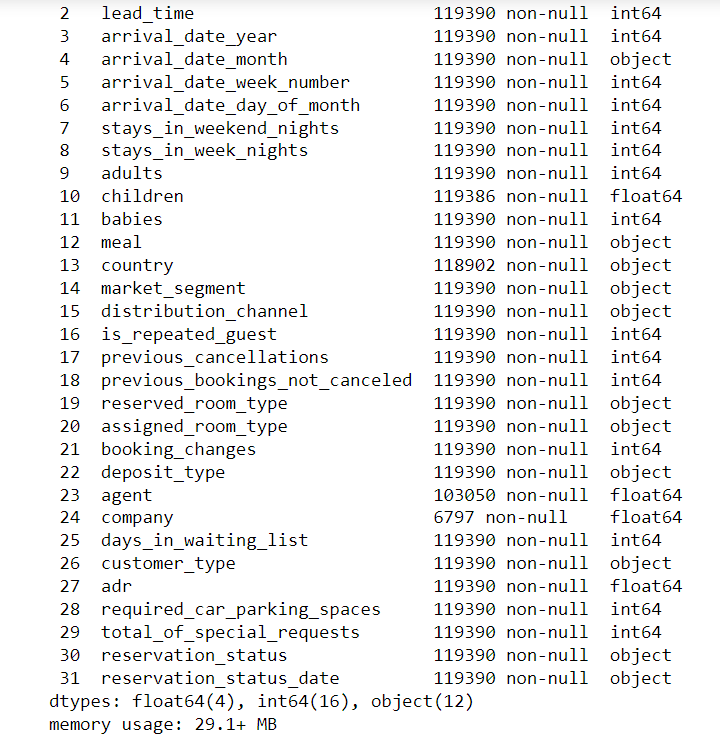 2 lead_time 119390 non-null int64
3 arrival_date_year 119390 non-null int64
4 arrival_date_month 119390 non-null object
5 arrival_date_week_number 119390 non-null int64
6 arrival_date_day_of_month 119390 non-null int64
7 stays_in_weekend_nights 119390 non-null int64
8 stays_in_week_nights 119390 non-null int64
9 adults 119390 non-null int64
10 children 119386 non-null float64
11 babies 119390 non-null int64
12 meal 119390 non-null object
13 country 118902 non-null object
14 market_segment 119390 non-null object
15 distribution_channel 119390 non-null object
16 is_repeated_guest 119390 non-null int64
17 previous_cancellations 119390 non-null int64
18 previous_bookings_not_canceled 119390 non-null int64
19 reserved_room_type 119390 non-null object
20 assigned_room_type 119390 non-null object
21 booking_changes 119390 non-null int64
22 deposit_type 119390 non-null object
23 agent 103050 non-null float64
24 company 6797 non-null float64
25 days_in_waiting_list 119390 non-null int64
26 customer_type 119390 non-null object
27 adr 119390 non-null float64
28 required_car_parking_spaces 119390 non-null int64
29 total_of_special_requests 119390 non-null int64
30 reservation_status 119390 non-null object
31 reservation_status_date 119390 non-null object
dtypes: float64(4), int64(16), object(12)
memory usage: 29.1+ MB